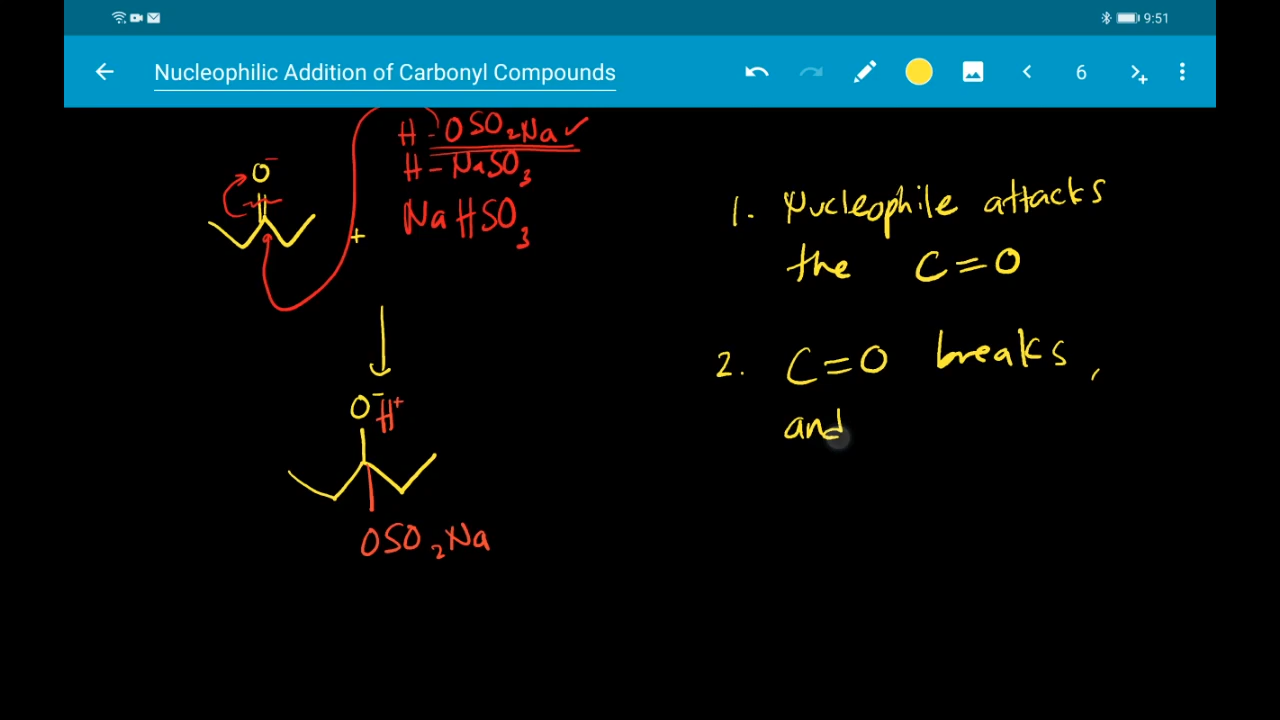 9:51
Nucleophilic Addition of Carbonyl Compounds
6
H - OSO₂Na ✓
H - NaSO₃
NaHSO₃
O⁻
+
O⁻ H⁺
OSO₂Na
1. Nucleophile attacks
the C=O
2. C=O breaks,
and